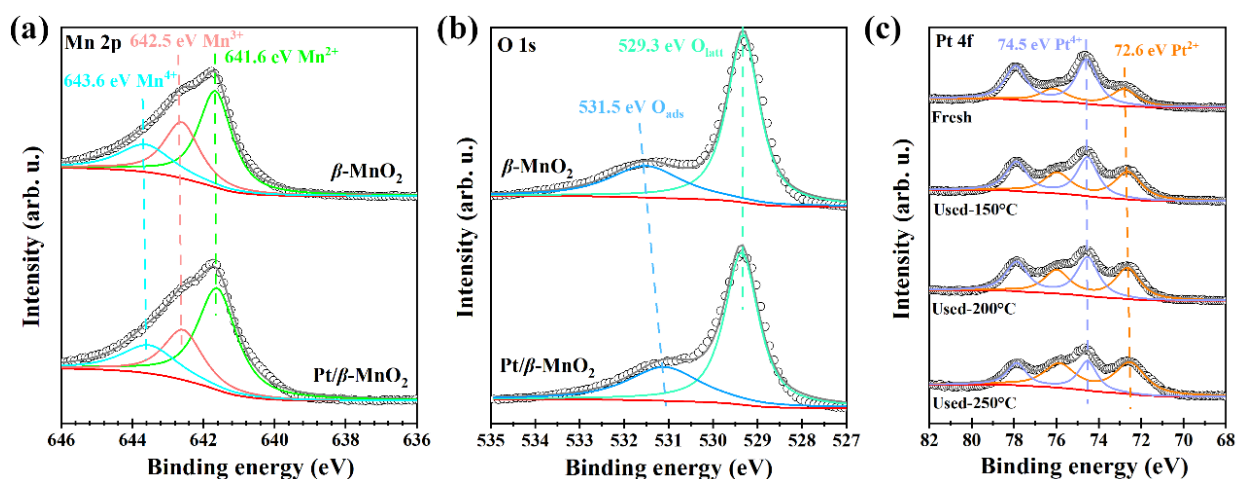 (a)
Mn 2p
642.5 eV Mn³⁺
641.6 eV Mn²⁺
643.6 eV Mn⁴⁺
β-MnO₂
Pt/β-MnO₂
Intensity (arb. u.)
646 644 642 640 638 636
Binding energy (eV)
(b)
O 1s
529.3 eV Olatt
531.5 eV Oads
β-MnO₂
Pt/β-MnO₂
Intensity (arb. u.)
535 534 533 532 531 530 529 528 527
Binding energy (eV)
(c)
Pt 4f
74.5 eV Pt⁴⁺
72.6 eV Pt²⁺
Fresh
Used-150°C
Used-200°C
Used-250°C
Intensity (arb. u.)
82 80 78 76 74 72 70 68
Binding energy (eV)